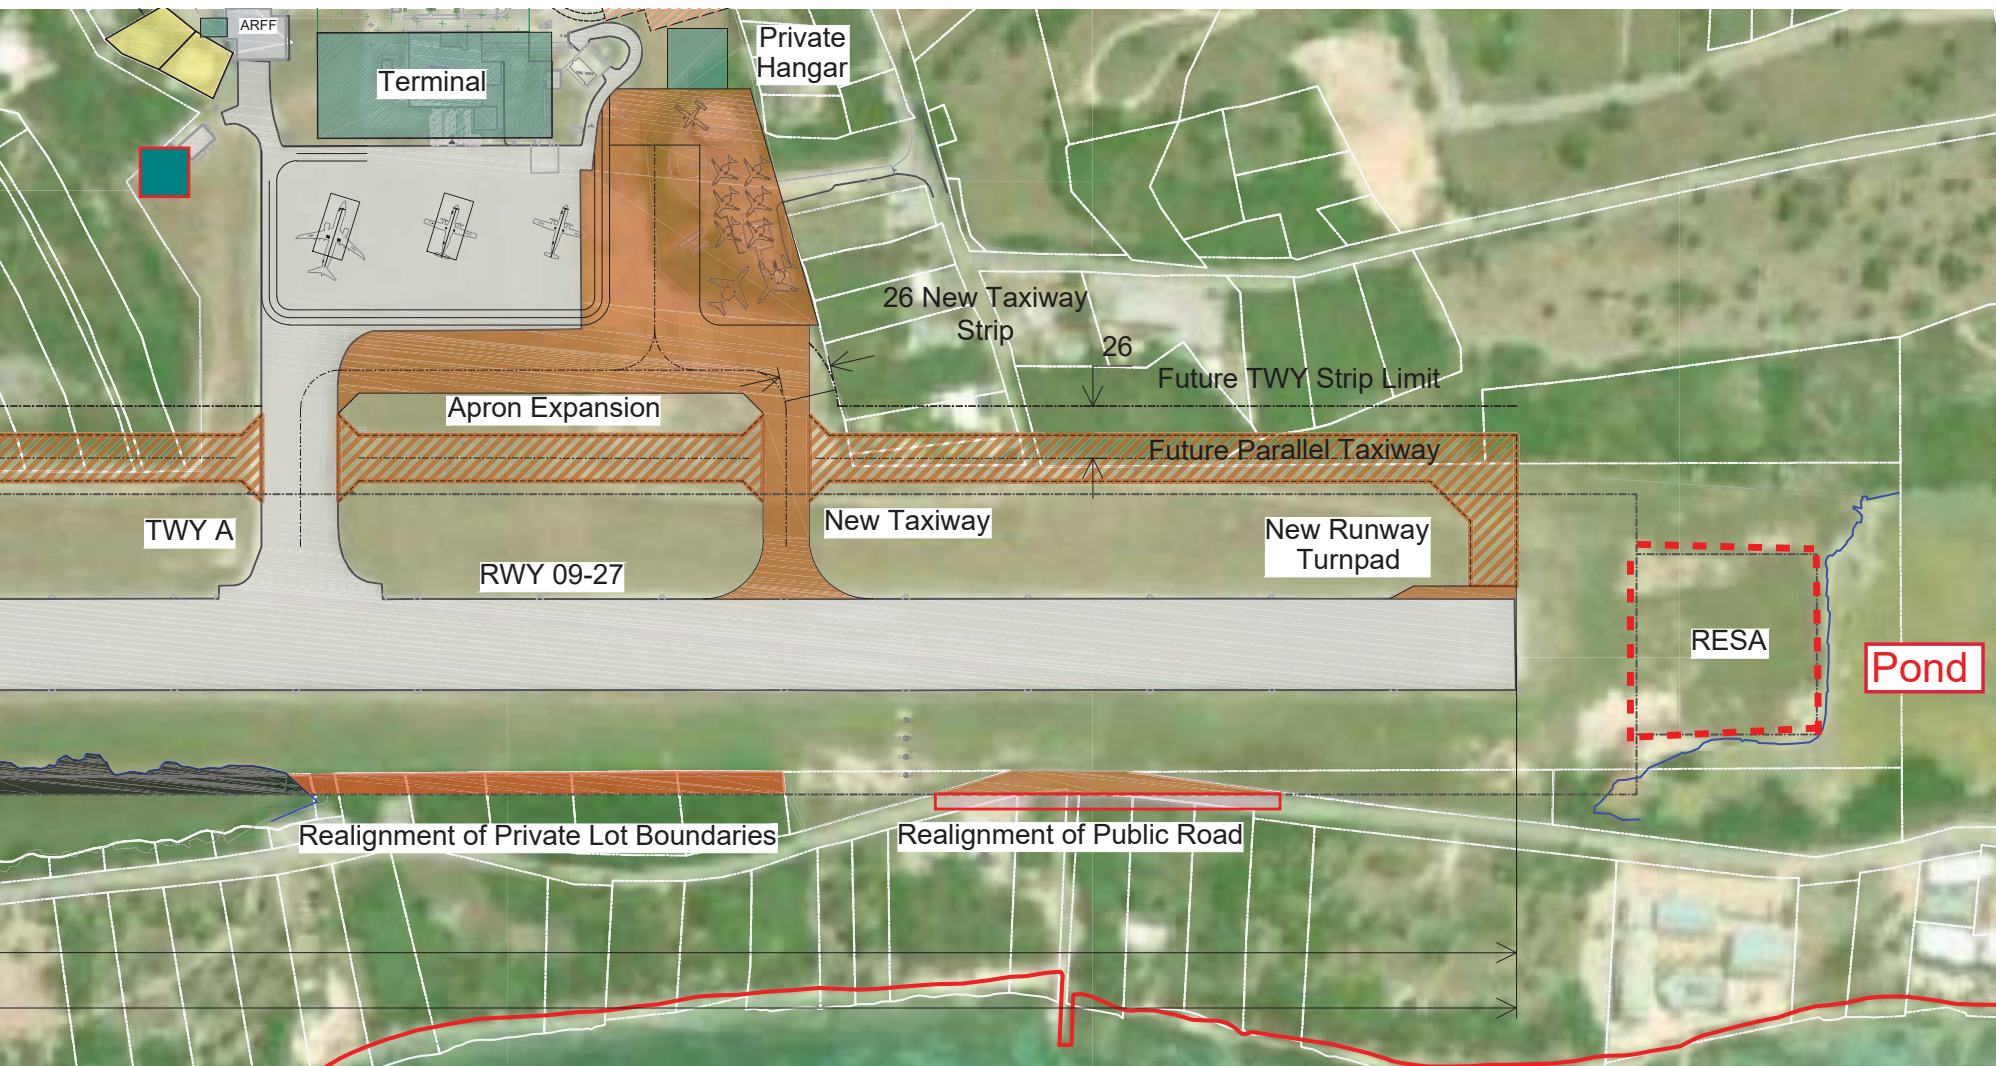 ARFF
Terminal
Private
Hangar
26 New Taxiway
Strip
26
Future TWY Strip Limit
Apron Expansion
Future Parallel Taxiway
TWY A
New Taxiway
New Runway
Turnpad
RWY 09-27
RESA
Pond
Realignment of Private Lot Boundaries
Realignment of Public Road